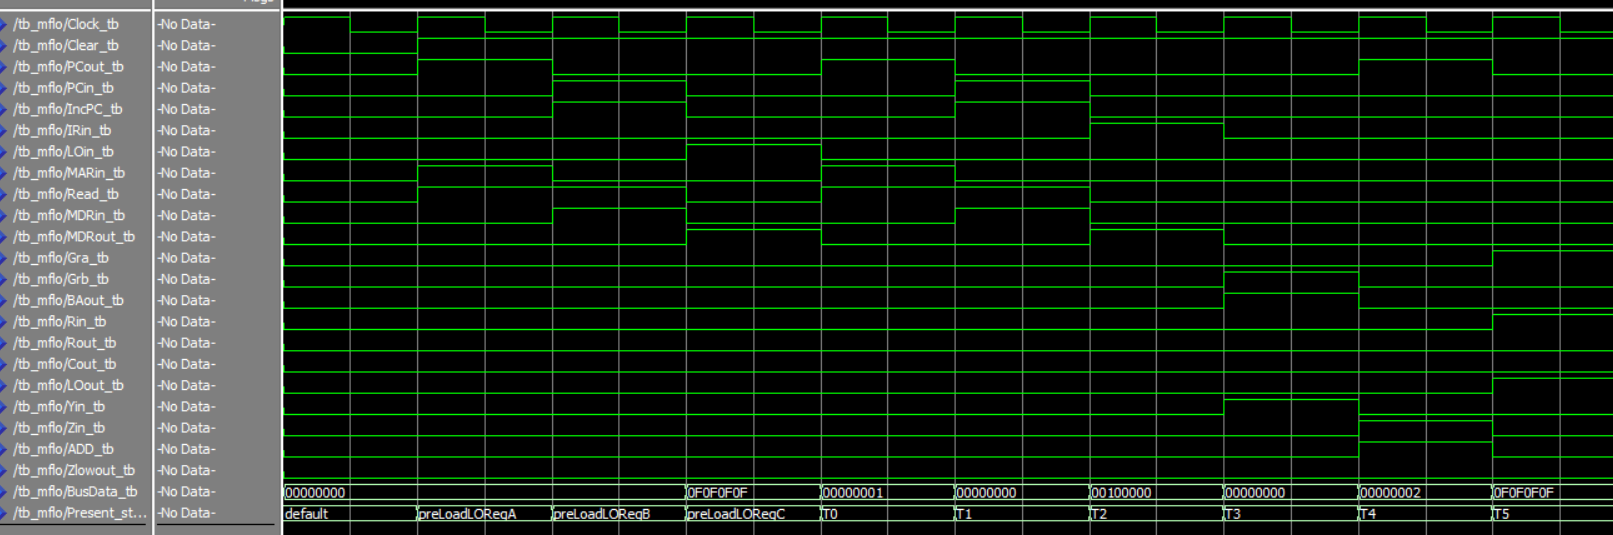 Msgs
/tb_mflo/Clock_tb -No Data-
/tb_mflo/Clear_tb -No Data-
/tb_mflo/PCout_tb -No Data-
/tb_mflo/PCin_tb -No Data-
/tb_mflo/IncPC_tb -No Data-
/tb_mflo/IRin_tb -No Data-
/tb_mflo/LOin_tb -No Data-
/tb_mflo/MARin_tb -No Data-
/tb_mflo/Read_tb -No Data-
/tb_mflo/MDRin_tb -No Data-
/tb_mflo/MDRout_tb -No Data-
/tb_mflo/Gra_tb -No Data-
/tb_mflo/Grb_tb -No Data-
/tb_mflo/BAout_tb -No Data-
/tb_mflo/Rin_tb -No Data-
/tb_mflo/Rout_tb -No Data-
/tb_mflo/Cout_tb -No Data-
/tb_mflo/LOout_tb -No Data-
/tb_mflo/Yin_tb -No Data-
/tb_mflo/Zin_tb -No Data-
/tb_mflo/ADD_tb -No Data-
/tb_mflo/Zlowout_tb -No Data-
/tb_mflo/BusData_tb -No Data- 00000000 0F0F0F0F 00000001 00000000 00100000 00000000 00000002 0F0F0F0F
/tb_mflo/Present_st... -No Data- default preLoadLORegA preLoadLORegB preLoadLORegC T0 T1 T2 T3 T4 T5